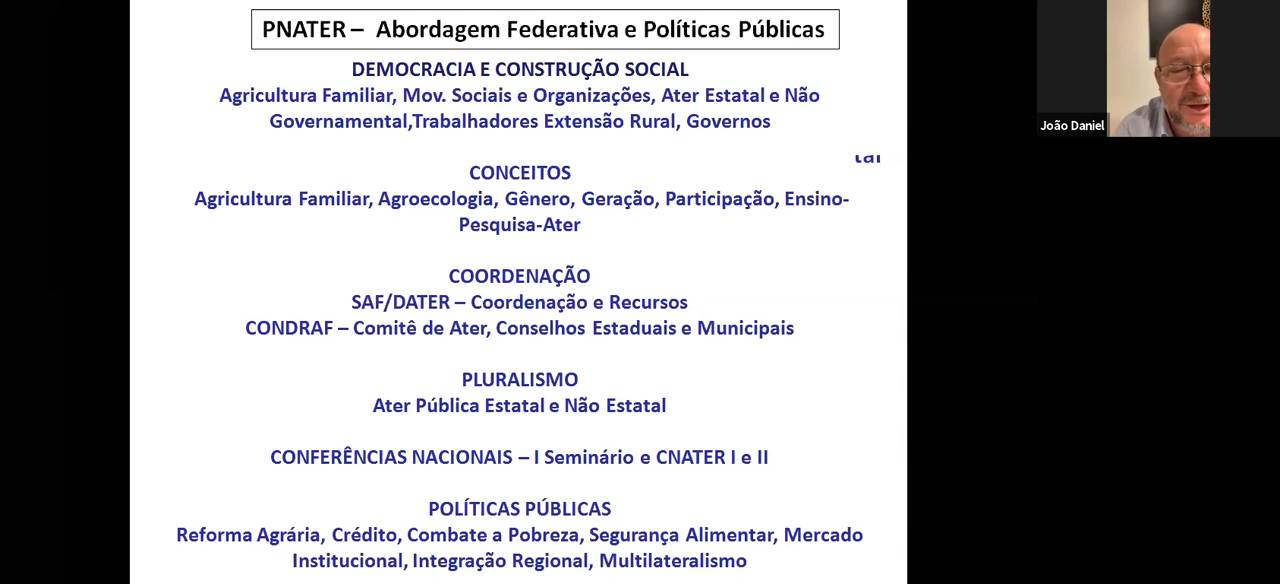 PNATER – Abordagem Federativa e Políticas Públicas
DEMOCRACIA E CONSTRUÇÃO SOCIAL
Agricultura Familiar, Mov. Sociais e Organizações, Ater Estatal e Não
Governamental,Trabalhadores Extensão Rural, Governos
CONCEITOS
Agricultura Familiar, Agroecologia, Gênero, Geração, Participação, Ensino-
Pesquisa-Ater
COORDENAÇÃO
SAF/DATER – Coordenação e Recursos
CONDRAF – Comitê de Ater, Conselhos Estaduais e Municipais
PLURALISMO
Ater Pública Estatal e Não Estatal
CONFERÊNCIAS NACIONAIS – I Seminário e CNATER I e II
POLÍTICAS PÚBLICAS
Reforma Agrária, Crédito, Combate a Pobreza, Segurança Alimentar, Mercado
Institucional, Integração Regional, Multilateralismo
João Daniel